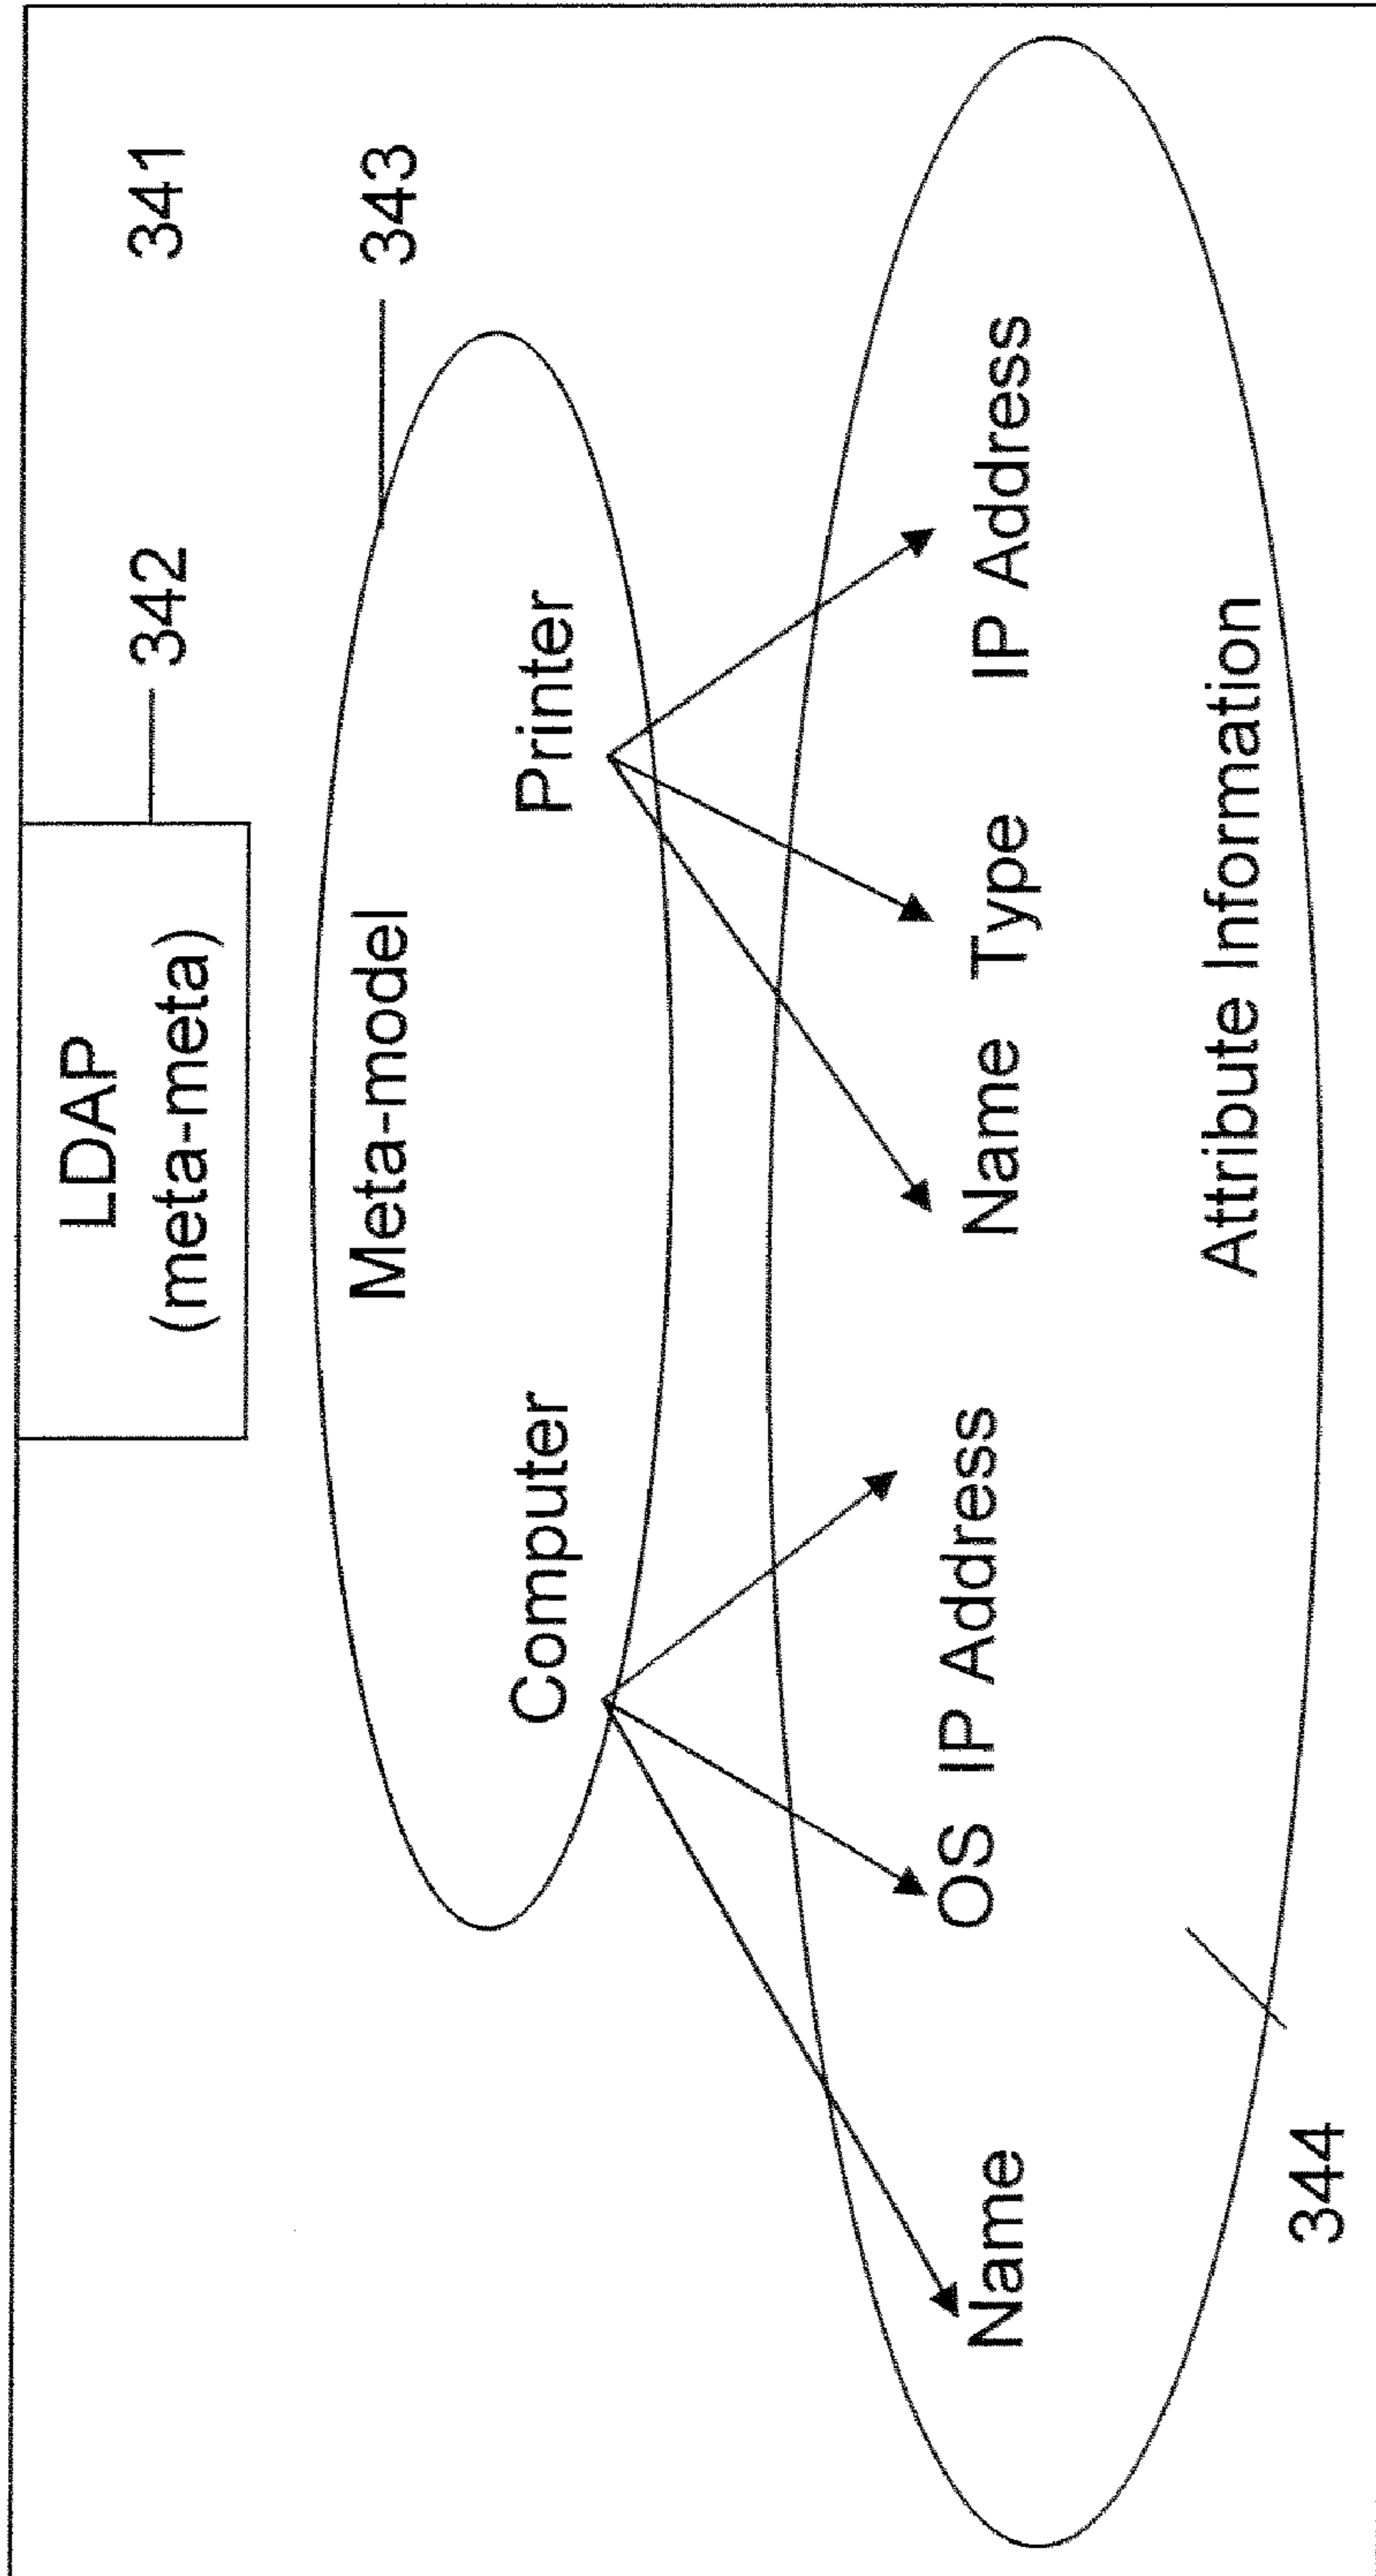 LDAP
(meta-meta)
342
341
Meta-model
343
Computer
Printer
Name
OS
IP Address
Name
Type
IP Address
Attribute Information
344